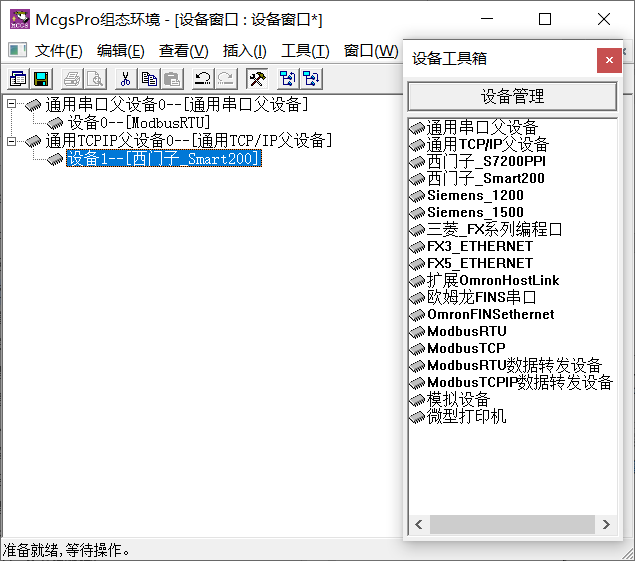 McgsPro组态环境 - [设备窗口 : 设备窗口*]
文件(F) 编辑(E) 查看(V) 插入(I) 工具(T) 窗口(W)
通用串口父设备0--[通用串口父设备]
设备0--[ModbusRTU]
通用TCPIP父设备0--[通用TCP/IP父设备]
设备1--[西门子_Smart200]
设备工具箱
设备管理
通用串口父设备
通用TCP/IP父设备
西门子_S7200PPI
西门子_Smart200
Siemens_1200
Siemens_1500
三菱_FX系列编程口
FX3_ETHERNET
FX5_ETHERNET
扩展OmronHostLink
欧姆龙FINS串口
OmronFINSethernet
ModbusRTU
ModbusTCP
ModbusRTU数据转发设备
ModbusTCPIP数据转发设备
模拟设备
微型打印机
准备就绪,等待操作。